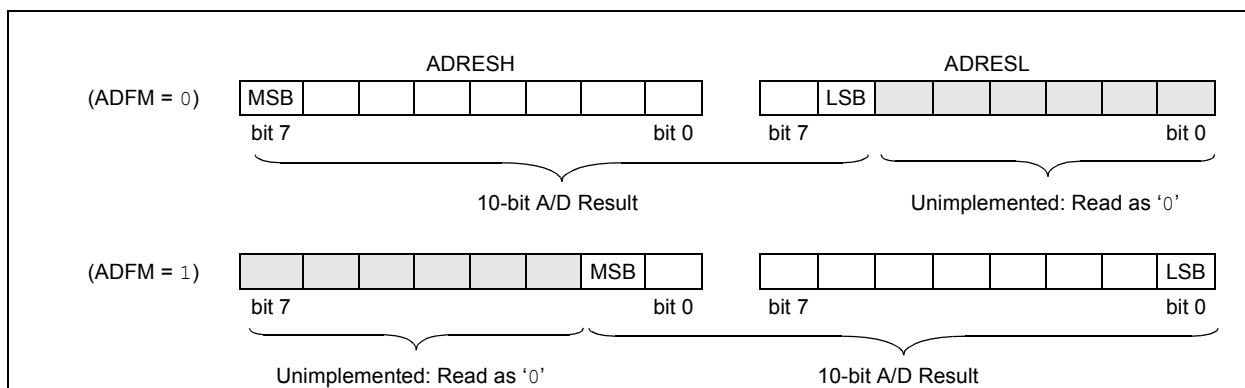 ADRESH ADRESL
(ADFM = 0) MSB LSB
bit 7 bit 0 bit 7 bit 0
10-bit A/D Result Unimplemented: Read as ‘0’
(ADFM = 1) MSB LSB
bit 7 bit 0 bit 7 bit 0
Unimplemented: Read as ‘0’ 10-bit A/D Result